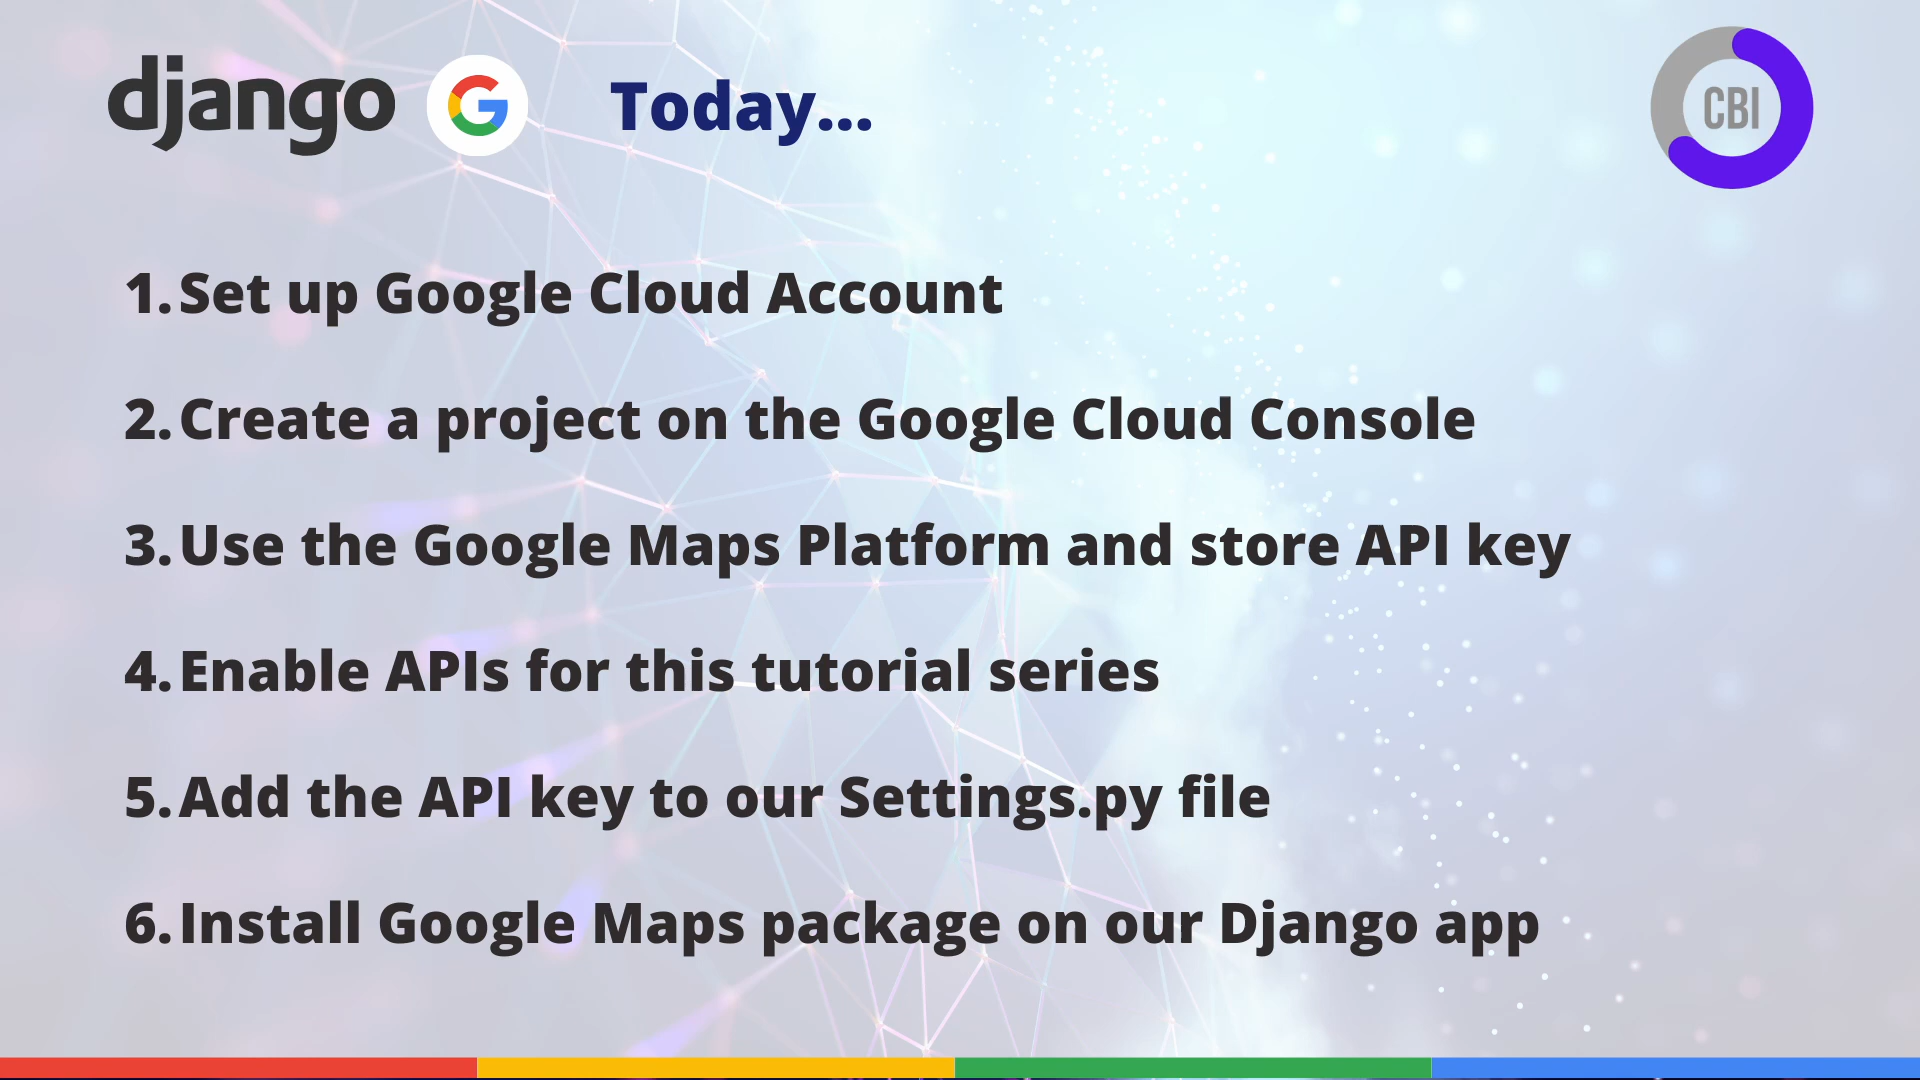 django
G
Today...
CBI
1. Set up Google Cloud Account
2. Create a project on the Google Cloud Console
3. Use the Google Maps Platform and store API key
4. Enable APIs for this tutorial series
5. Add the API key to our Settings.py file
6. Install Google Maps package on our Django app